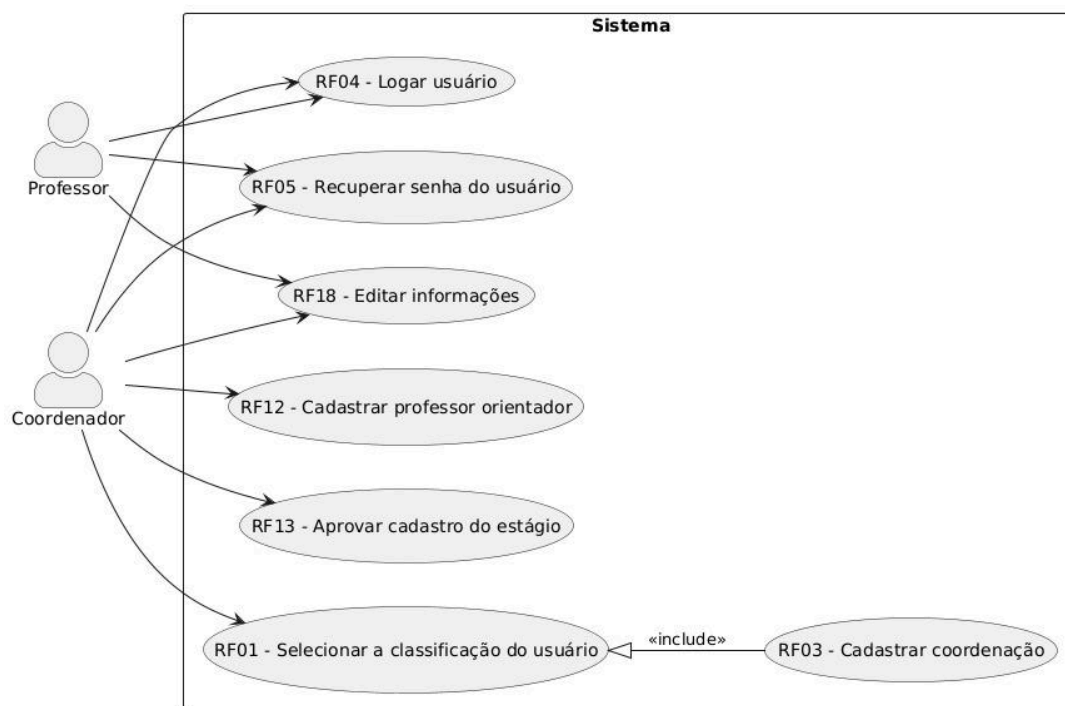 Sistema
RF04 - Logar usuário
Professor
RF05 - Recuperar senha do usuário
RF18 - Editar informações
Coordenador
RF12 - Cadastrar professor orientador
RF13 - Aprovar cadastro do estágio
RF01 - Selecionar a classificação do usuário
«include»
RF03 - Cadastrar coordenação